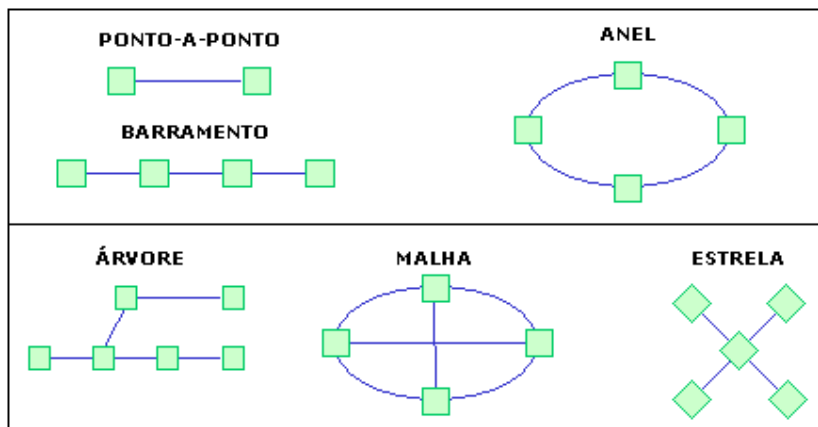 PONTO-A-PONTO
ANEL
BARRAMENTO
ÁRVORE
MALHA
ESTRELA